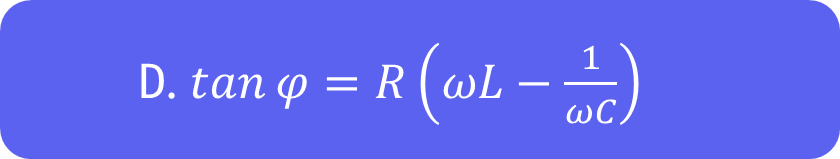 D. tan φ = R (ωL − 1/ωC)